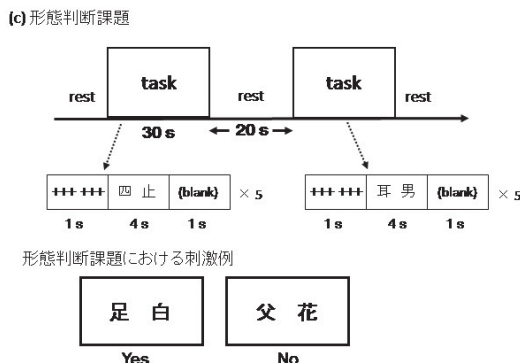 (c) 形態判断課題
task
task
rest
rest
rest
30 s
20 s
+++ +++
四 止
{blank}
× 5
+++ +++
耳 男
{blank}
× 5
1 s
4 s
1 s
1 s
4 s
1 s
形態判断課題における刺激例
足 白
父 花
Yes
No